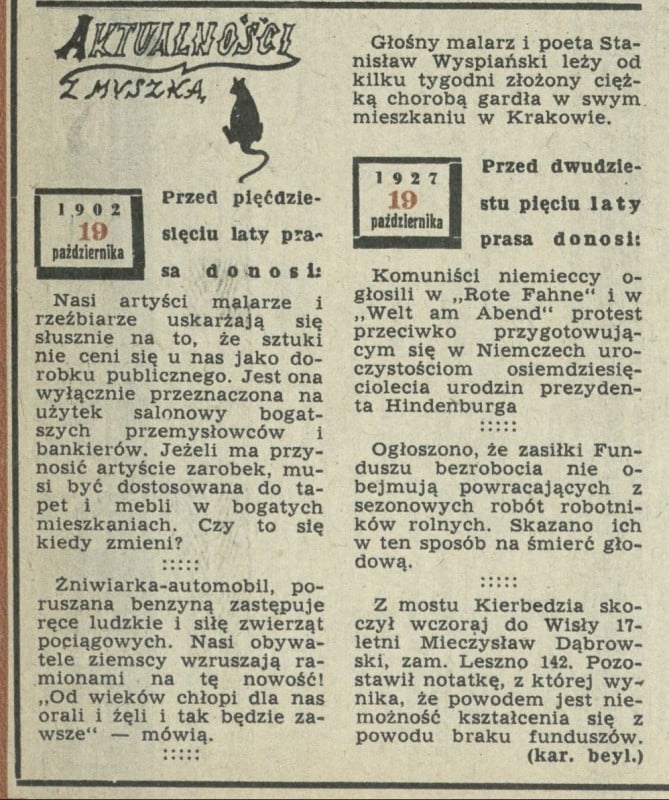 AKTUALNOŚCI
Z MYSZKĄ
1902
19
października
Przed pięćdzie-
sięciu laty pra-
sa donosi:
Nasi artyści malarze i
rzeźbiarze uskarżają się
słusznie na to, że sztuki
nie ceni się u nas jako do-
robku publicznego. Jest ona
wyłącznie przeznaczona na
użytek salonowy bogat-
szych przemysłowców i
bankierów. Jeżeli ma przy-
nosić artyście zarobek, mu-
si być dostosowana do ta-
pet i mebli w bogatych
mieszkaniach. Czy to się
kiedy zmieni?
:::::
Żniwiarka-automobil, po-
ruszana benzyną zastępuje
ręce ludzkie i siłę zwierząt
pociągowych. Nasi obywa-
tele ziemscy wzruszają ra-
mionami na tę nowość!
„Od wieków chłopi dla nas
orali i żęli i tak będzie za-
wsze“ — mówią.
:::::
Głośny malarz i poeta Sta-
nisław Wyspiański leży od
kilku tygodni złożony cięż-
ką chorobą gardła w swym
mieszkaniu w Krakowie.
1927
19
października
Przed dwudzie-
stu pięciu laty
prasa donosi:
Komuniści niemieccy o-
głosili w „Rote Fahne“ i w
„Welt am Abend“ protest
przeciwko przygotowują-
cym się w Niemczech uro-
czystościom osiemdziesię-
ciolecia urodzin prezyden-
ta Hindenburga
:::::
Ogłoszono, że zasiłki Fun-
duszu bezrobocia nie o-
bejmują powracających z
sezonowych robót robotni-
ków rolnych. Skazano ich
w ten sposób na śmierć gło-
dową.
:::::
Z mostu Kierbedzia sko-
czył wczoraj do Wisły 17-
letni Mieczysław Dąbrow-
ski, zam. Leszno 142. Pozo-
stawił notatkę, z której wy-
nika, że powodem jest nie-
możność kształcenia się z
powodu braku funduszów.
(kar. beyl.)